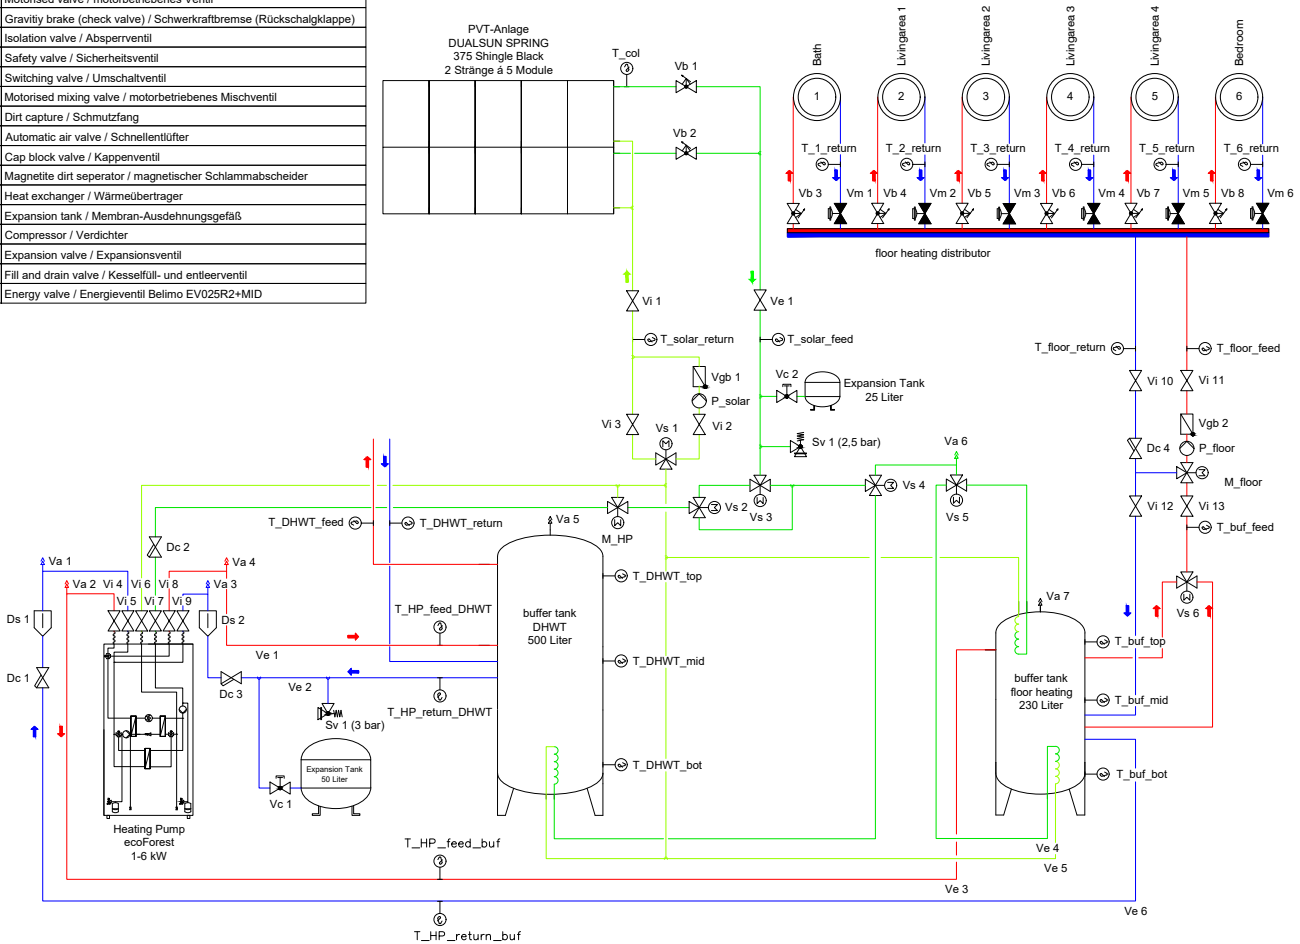 Motorised valve / motorbetriebenes Ventil
Gravitiy brake (check valve) / Schwerkraftbremse (Rückschalgklappe)
Isolation valve / Absperrventil
Safety valve / Sicherheitsventil
Switching valve / Umschaltventil
Motorised mixing valve / motorbetriebenes Mischventil
Dirt capture / Schmutzfang
Automatic air valve / Schnellentlüfter
Cap block valve / Kappenventil
Magnetite dirt seperator / magnetischer Schlammabscheider
Heat exchanger / Wärmeübertrager
Expansion tank / Membran-Ausdehnungsgefäß
Compressor / Verdichter
Expansion valve / Expansionsventil
Fill and drain valve / Kesselfüll- und entleerventil
Energy valve / Energieventil Belimo EV025R2+MID
PVT-Anlage
DUALSUN SPRING
375 Shingle Black
2 Stränge á 5 Module
T_col
Vb 1
Vb 2
Bath
Livingarea 1
Livingarea 2
Livingarea 3
Livingarea 4
Bedroom
1
2
3
4
5
6
T_1_return
T_2_return
T_3_return
T_4_return
T_5_return
T_6_return
Vb 3
Vm 1
Vb 4
Vm 2
Vb 5
Vm 3
Vb 6
Vm 4
Vb 7
Vm 5
Vb 8
Vm 6
floor heating distributor
Vi 1
Ve 1
T_solar_return
T_solar_feed
T_floor_return
T_floor_feed
Vgb 1
P_solar
Vc 2
Expansion Tank
25 Liter
Vi 10
Vi 11
Vi 3
Vs 1
Vi 2
Sv 1 (2,5 bar)
Va 6
Vgb 2
Dc 4
P_floor
M_floor
Vs 2
Vs 3
Vs 4
Vs 5
Vi 12
Vi 13
T_buf_feed
T_DHWT_feed
T_DHWT_return
M_HP
Va 5
Dc 2
Va 1
Va 2
Vi 4
Vi 5
Vi 6
Vi 7
Vi 8
Vi 9
Va 4
Va 3
Ds 1
Ds 2
Dc 1
T_DHWT_top
T_HP_feed_DHWT
buffer tank
DHWT
500 Liter
Ve 1
T_DHWT_mid
Ve 2
Dc 3
T_HP_return_DHWT
Sv 1 (3 bar)
Expansion Tank
50 Liter
Vc 1
T_DHWT_bot
Va 7
Vs 6
T_buf_top
buffer tank
floor heating
230 Liter
T_buf_mid
T_buf_bot
Heating Pump
ecoForest
1-6 kW
T_HP_feed_buf
Ve 4
Ve 5
Ve 3
Ve 6
T_HP_return_buf